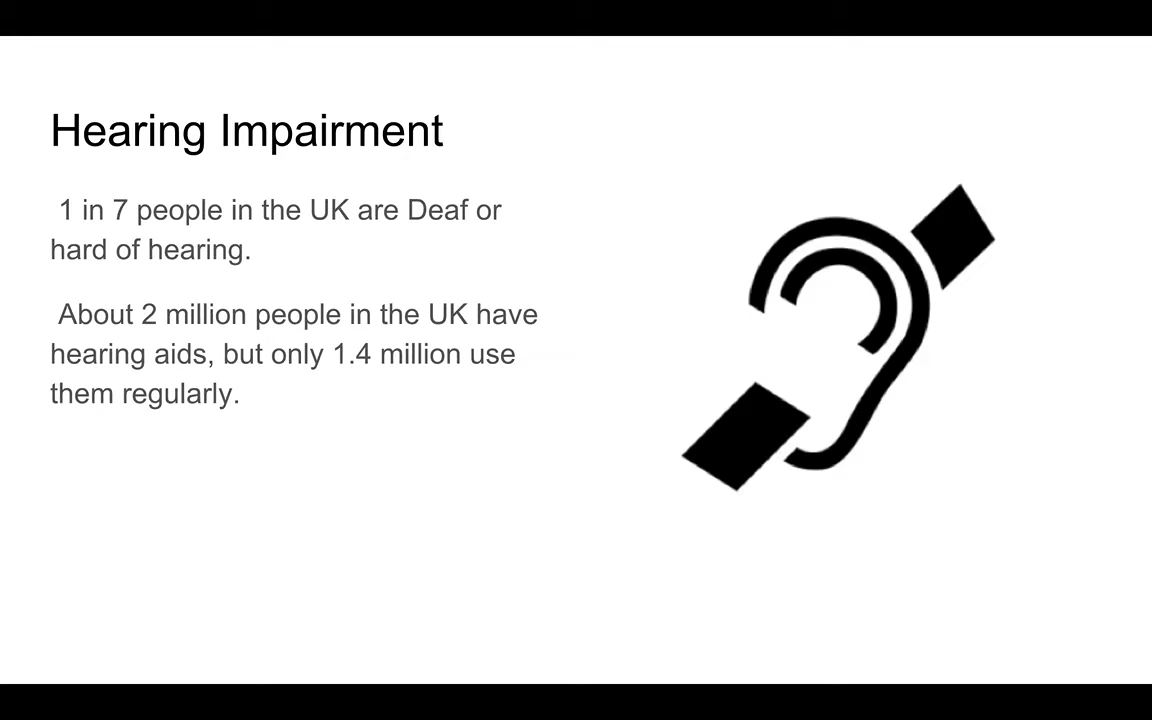 Hearing Impairment
1 in 7 people in the UK are Deaf or
hard of hearing.
About 2 million people in the UK have
hearing aids, but only 1.4 million use
them regularly.